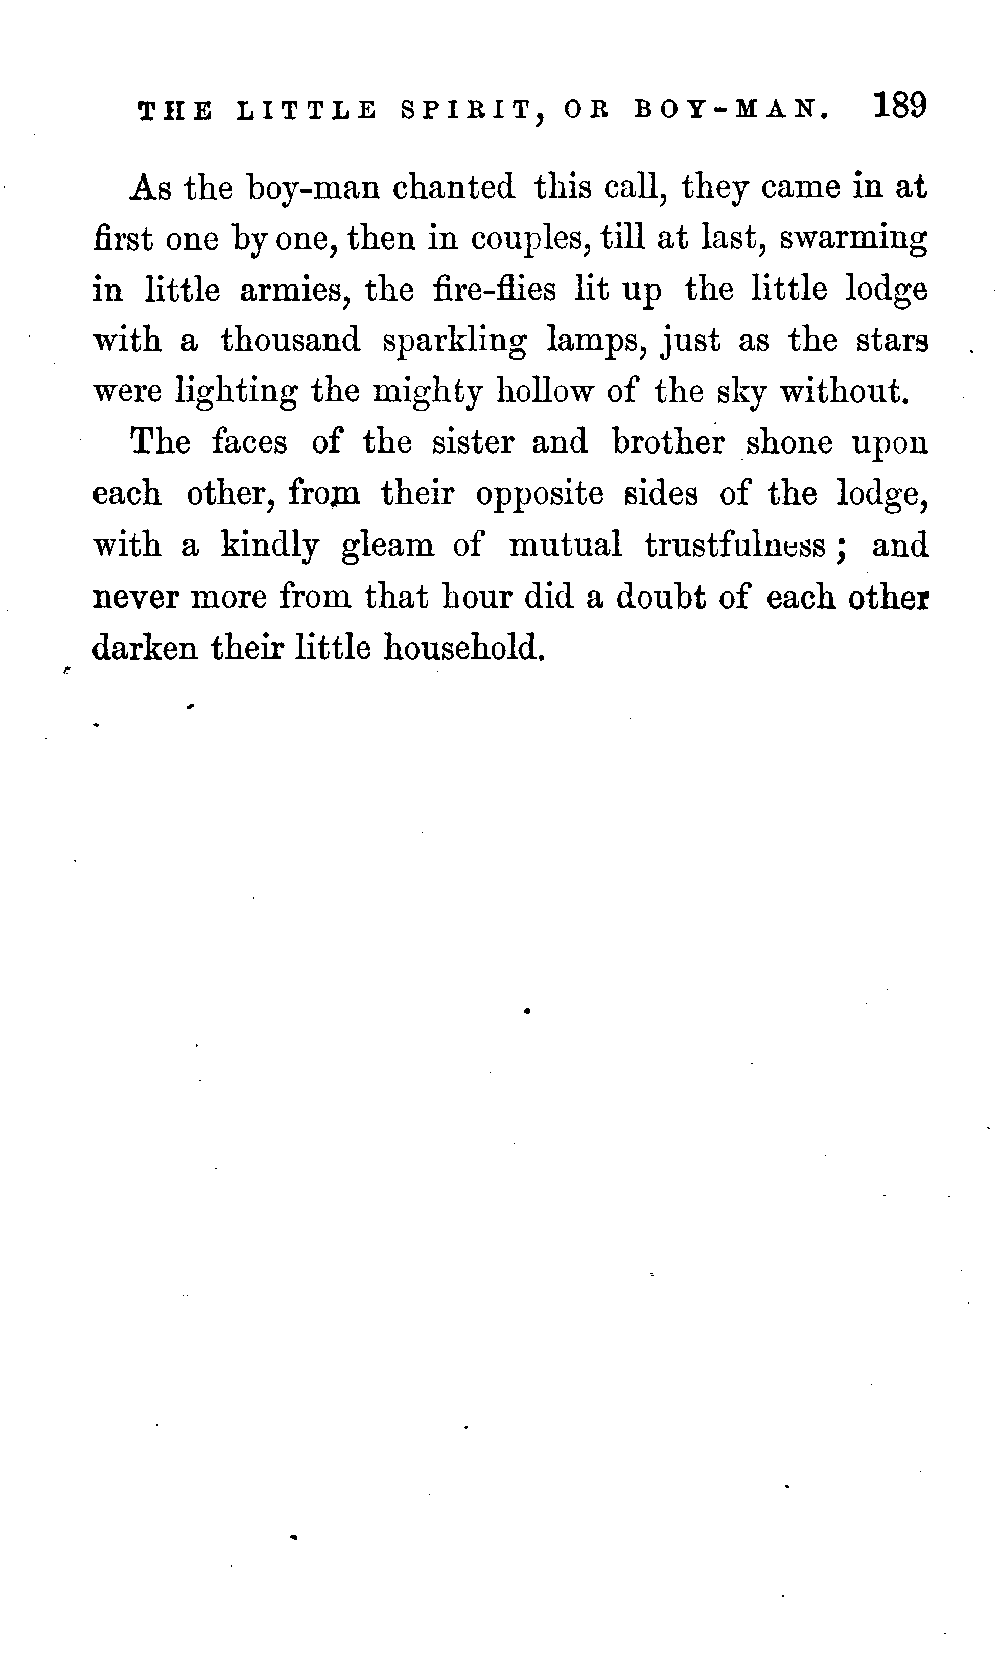 THE LITTLE SPIRIT, OR BOY-MAN. 189
As the boy-man chanted this call, they came in at
first one by one, then in couples, till at last, swarming
in little armies, the fire-flies lit up the little lodge
with a thousand sparkling lamps, just as the stars
were lighting the mighty hollow of the sky without.
The faces of the sister and brother shone upon
each other, from their opposite sides of the lodge,
with a kindly gleam of mutual trustfulness; and
never more from that hour did a doubt of each other
darken their little household.